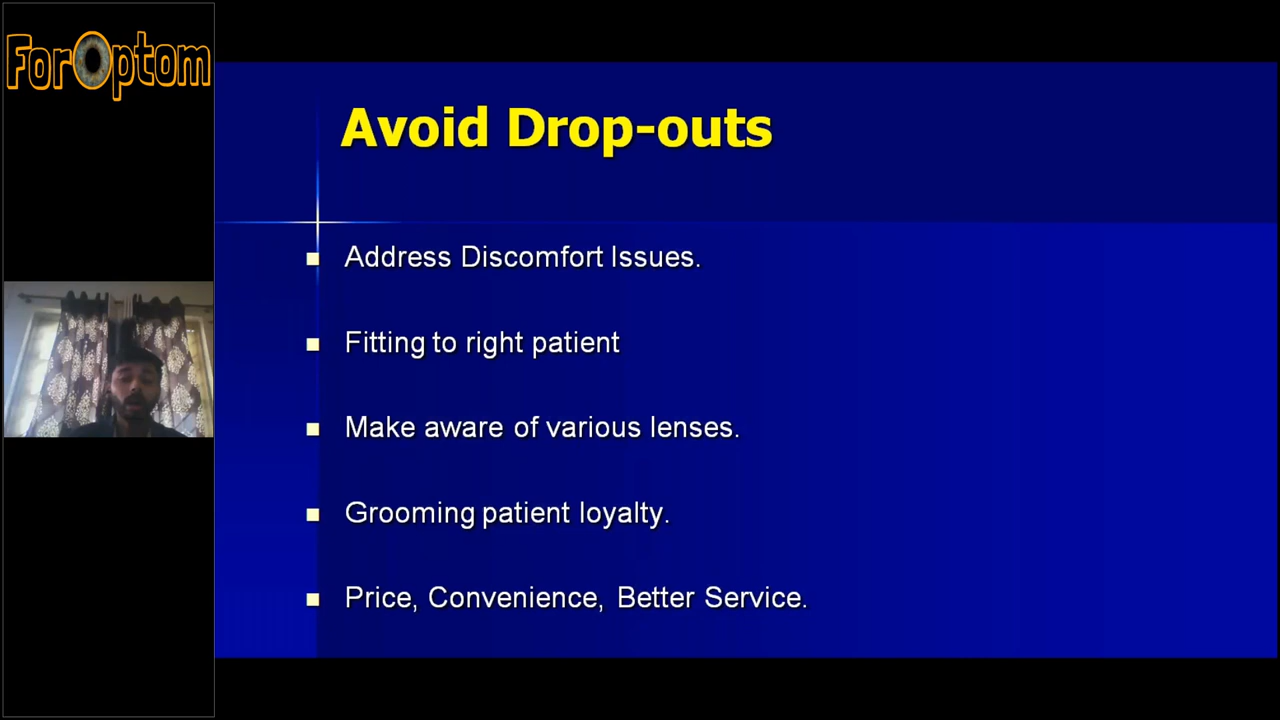 ForOptom
Avoid Drop-outs
Address Discomfort Issues.
Fitting to right patient
Make aware of various lenses.
Grooming patient loyalty.
Price, Convenience, Better Service.